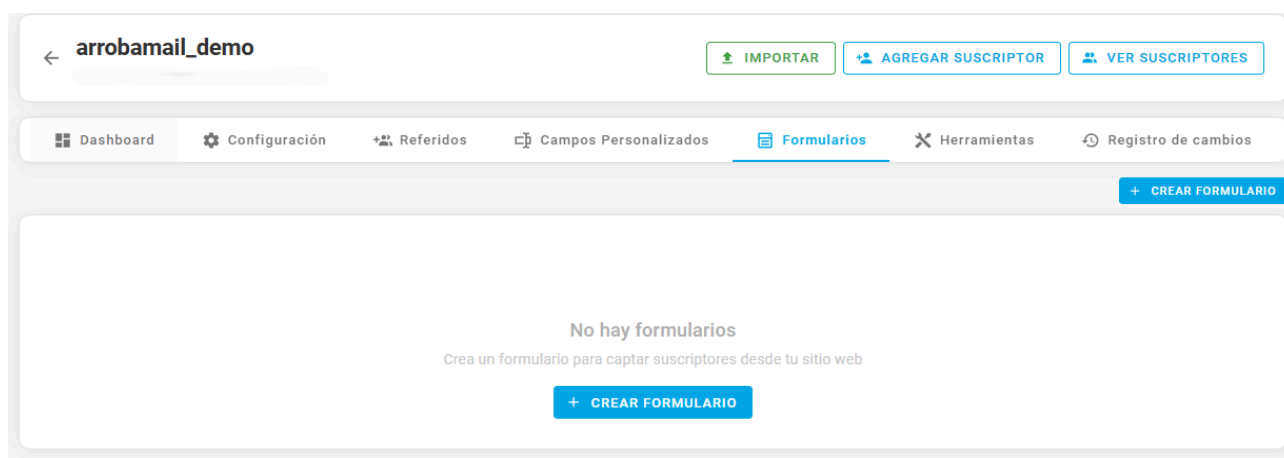 arrobamail_demo
IMPORTAR
AGREGAR SUSCRIPTOR
VER SUSCRIPTORES
Dashboard
Configuración
Referidos
Campos Personalizados
Formularios
Herramientas
Registro de cambios
+ CREAR FORMULARIO
No hay formularios
Crea un formulario para captar suscriptores desde tu sitio web
+ CREAR FORMULARIO